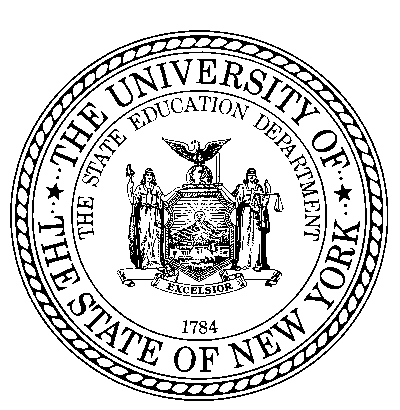 THE UNIVERSITY OF
THE STATE OF NEW YORK
THE STATE EDUCATION DEPARTMENT
EXCELSIOR
1784